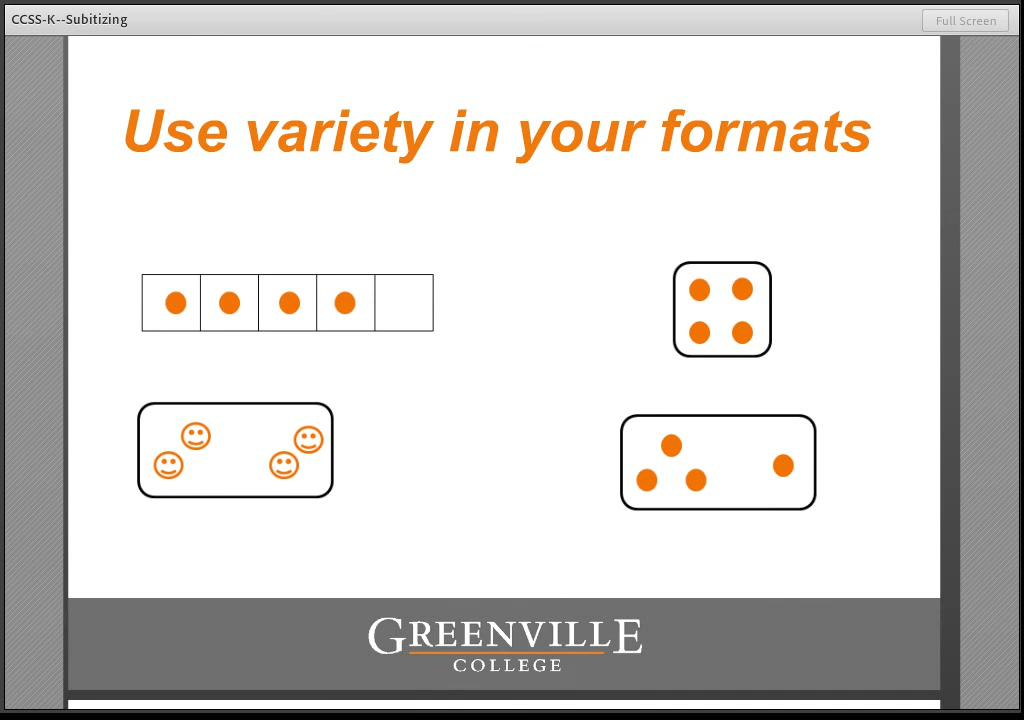 CCSS-K--Subitizing
Full Screen
Use variety in your formats
GREENVILLE
COLLEGE